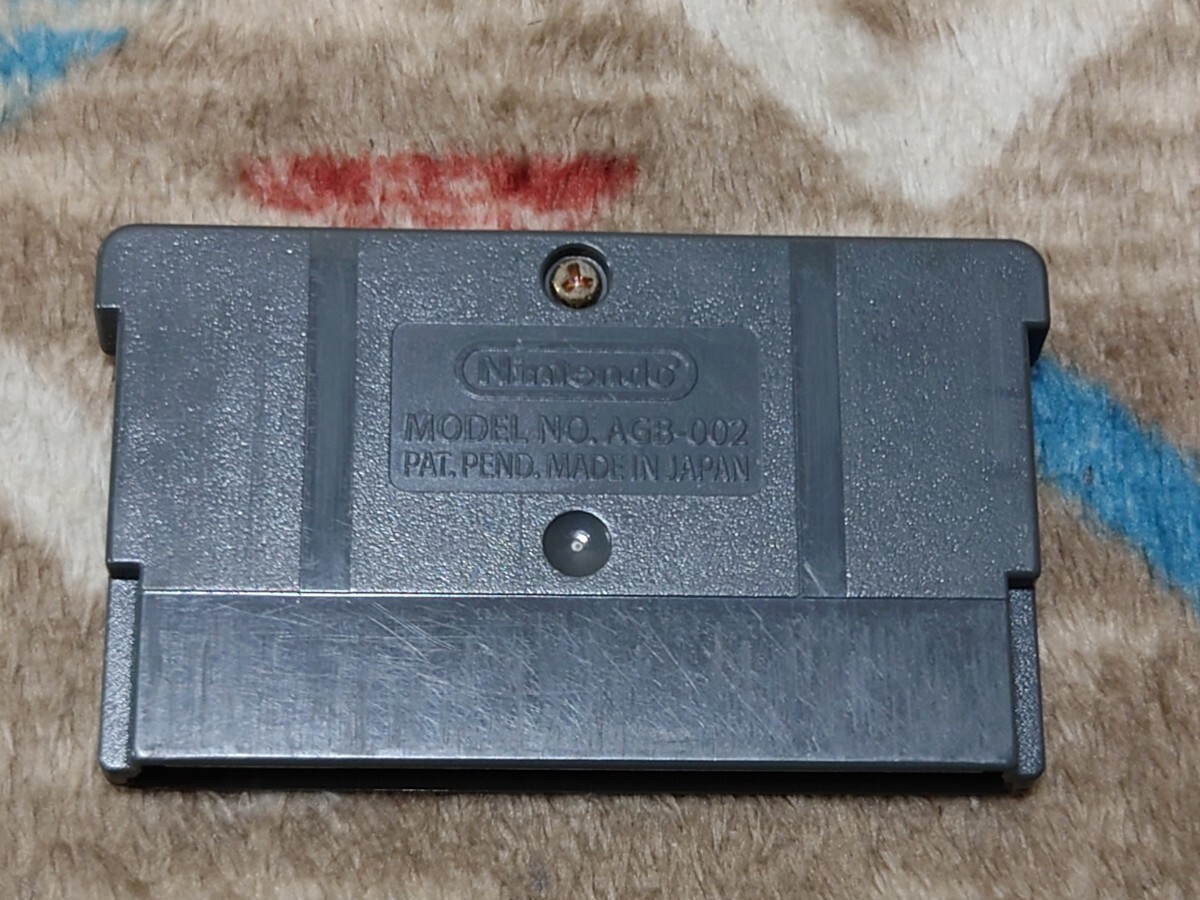 Nintendo
MODEL NO. AGB-002
PAT. PEND. MADE IN JAPAN